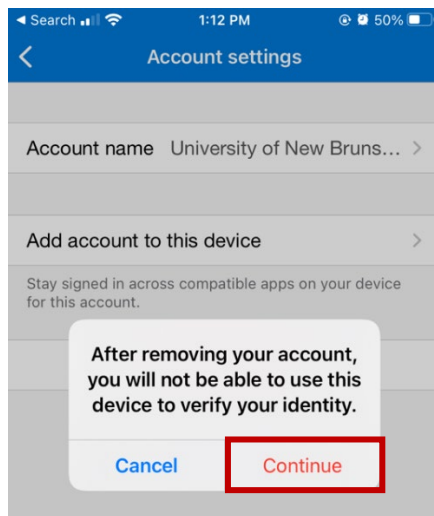 Search 1:12 PM 50%
Account settings
Account name University of New Bruns...
Add account to this device
Stay signed in across compatible apps on your device
for this account.
After removing your account,
you will not be able to use this
device to verify your identity.
Cancel Continue